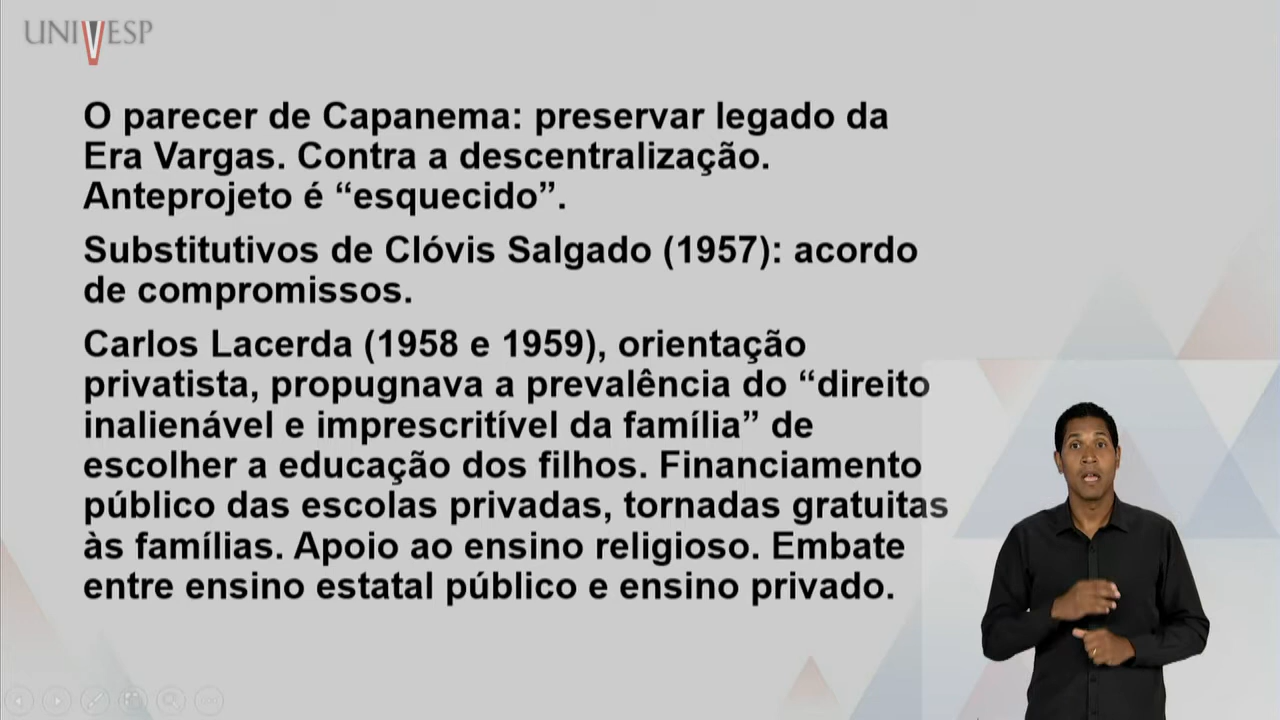 UNIVESP
O parecer de Capanema: preservar legado da
Era Vargas. Contra a descentralização.
Anteprojeto é “esquecido”.
Substitutivos de Clóvis Salgado (1957): acordo
de compromissos.
Carlos Lacerda (1958 e 1959), orientação
privatista, propugnava a prevalência do “direito
inalienável e imprescritível da família” de
escolher a educação dos filhos. Financiamento
público das escolas privadas, tornadas gratuitas
às famílias. Apoio ao ensino religioso. Embate
entre ensino estatal público e ensino privado.